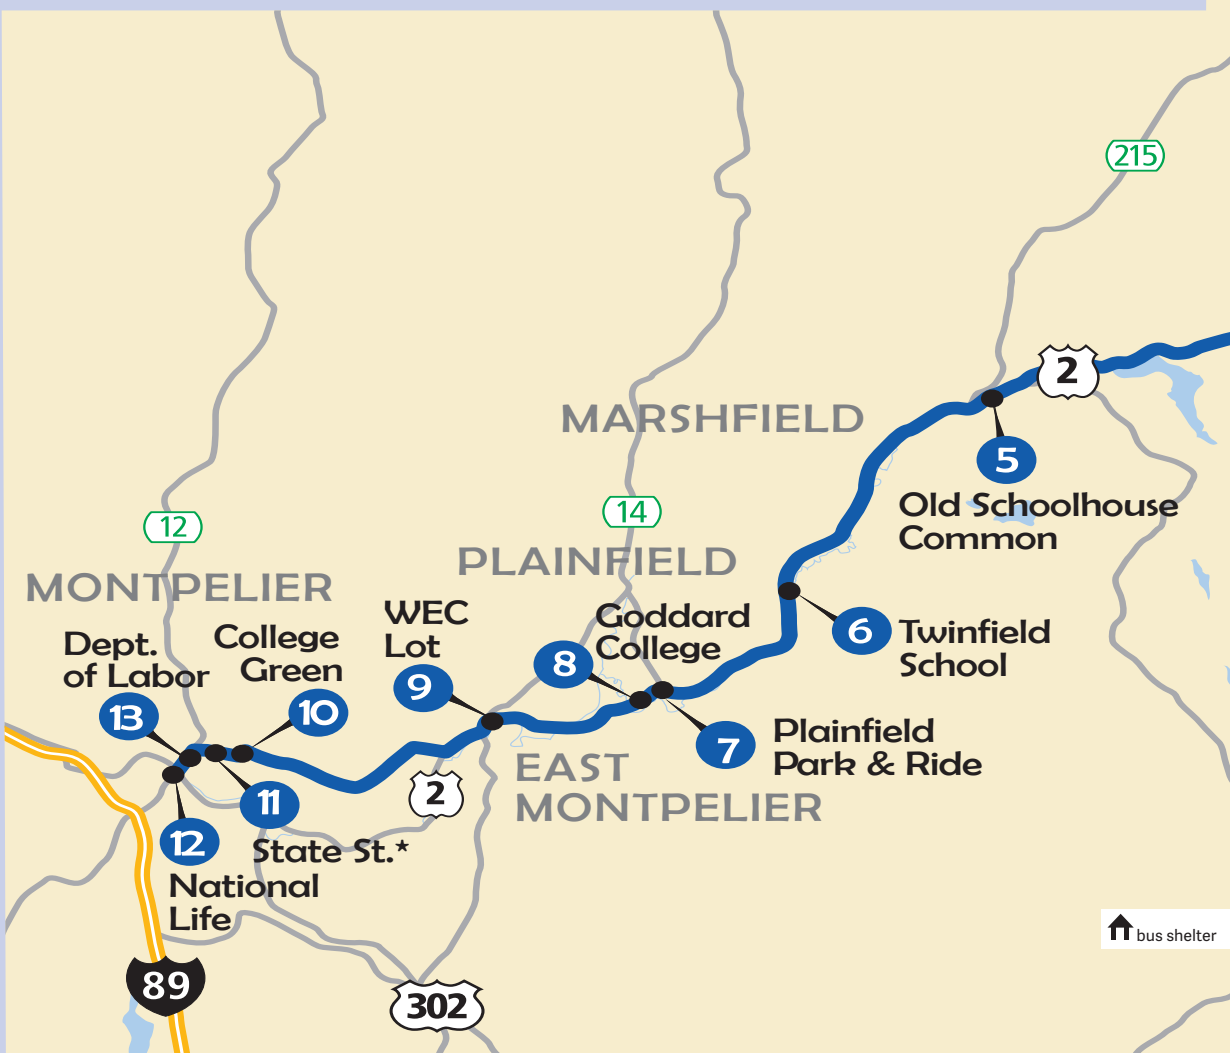 215
2
MARSHFIELD
5
Old Schoolhouse
Common
14
12
PLAINFIELD
MONTPELIER
WEC
Lot
Goddard
College
6
Twinfield
School
Dept.
of Labor
College
Green
8
9
13
10
7
Plainfield
Park & Ride
EAST
MONTPELIER
2
11
State St.*
12
National
Life
bus shelter
89
302